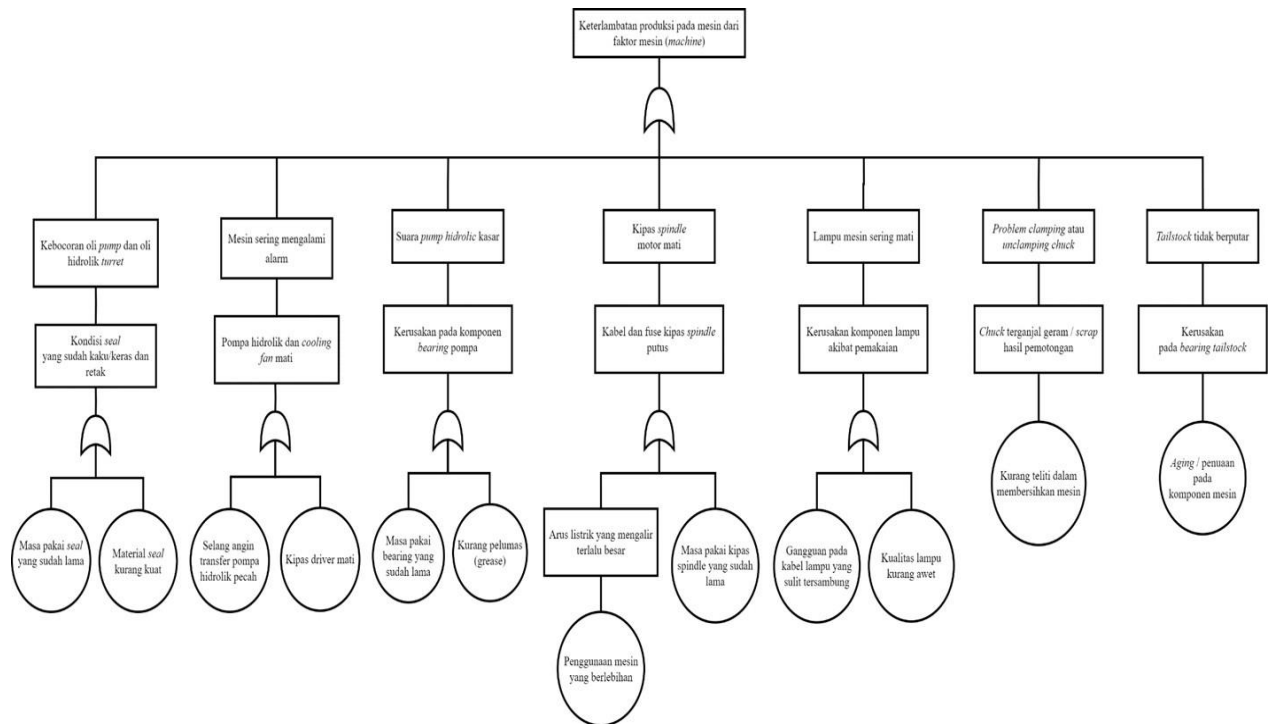 Keterlambatan produksi pada mesin dari
faktor mesin (machine)
Kebocoran oli pump dan oli
hidrolik turret
Mesin sering mengalami
alarm
Suara pump hidrolic kasar
Kipas spindle
motor mati
Lampu mesin sering mati
Problem clamping atau
unclamping chuck
Tailstock tidak berputar
Kondisi seal
yang sudah kaku/keras dan
retak
Pompa hidrolik dan cooling
fan mati
Kerusakan pada komponen
bearing pompa
Kabel dan fuse kipas spindle
putus
Kerusakan komponen lampu
akibat pemakaian
Chuck terganjal geram / scrap
hasil pemotongan
Kerusakan
pada bearing tailstock
Masa pakai seal
yang sudah lama
Material seal
kurang kuat
Selang angin
transfer pompa
hidrolik pecah
Kipas driver mati
Masa pakai
bearing yang
sudah lama
Kurang pelumas
(grease)
Arus listrik yang mengalir
terlalu besar
Masa pakai kipas
spindle yang sudah
lama
Gangguan pada
kabel lampu yang
sulit tersambung
Kualitas lampu
kurang awet
Kurang teliti dalam
membersihkan mesin
Aging / penuaan
pada
komponen mesin
Penggunaan mesin
yang berlebihan